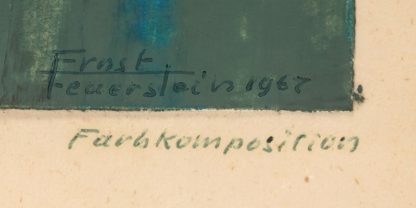 Ernst
Feuerstein 1967
Farbkomposition